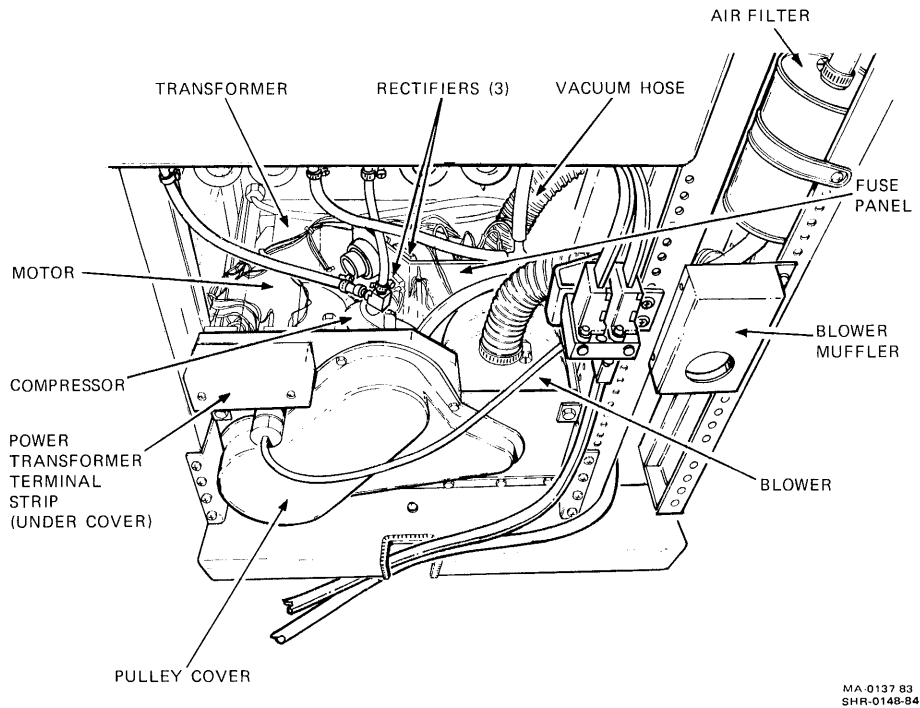 AIR FILTER
TRANSFORMER
RECTIFIERS (3)
VACUUM HOSE
FUSE
PANEL
MOTOR
BLOWER
MUFFLER
COMPRESSOR
POWER
TRANSFORMER
TERMINAL
STRIP
(UNDER COVER)
BLOWER
PULLEY COVER
MA-0137 83
SHR-0148-84